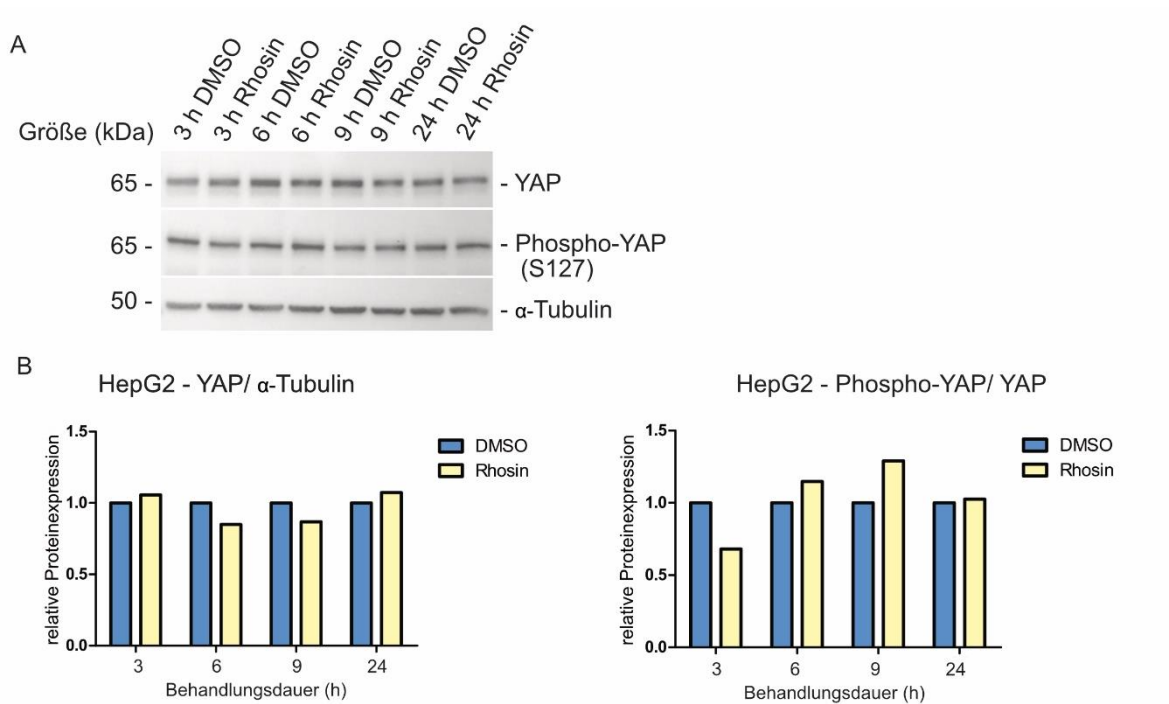 A
3 h DMSO
3 h Rhosin
6 h DMSO
6 h Rhosin
9 h DMSO
9 h Rhosin
24 h DMSO
24 h Rhosin
Größe (kDa)
65 - - YAP
65 - - Phospho-YAP
(S127)
50 - - α-Tubulin
B
HepG2 - YAP/ α-Tubulin
relative Proteinexpression
1.5
1.0
0.5
0.0
3 6 9 24
Behandlungsdauer (h)
DMSO
Rhosin
HepG2 - Phospho-YAP/ YAP
relative Proteinexpression
1.5
1.0
0.5
0.0
3 6 9 24
Behandlungsdauer (h)
DMSO
Rhosin